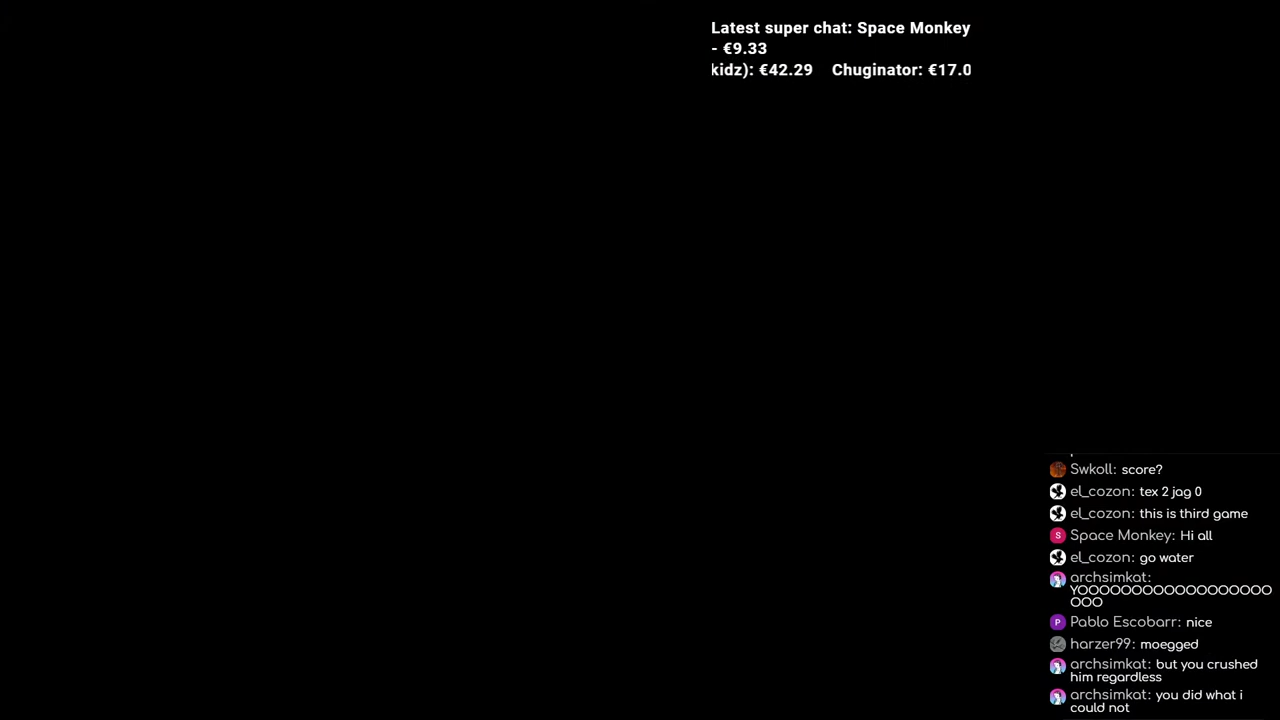 Latest super chat: Space Monkey
- €9.33
kidz): €42.29 Chuginator: €17.0
Swkoll: score?
el_cozon: tex 2 jag 0
el_cozon: this is third game
Space Monkey: Hi all
el_cozon: go water
archsimkat:
YOOOOOOOOOOOOOOOOOO
OOO
Pablo Escobarr: nice
harzer99: moegged
archsimkat: but you crushed
him regardless
archsimkat: you did what i
could not